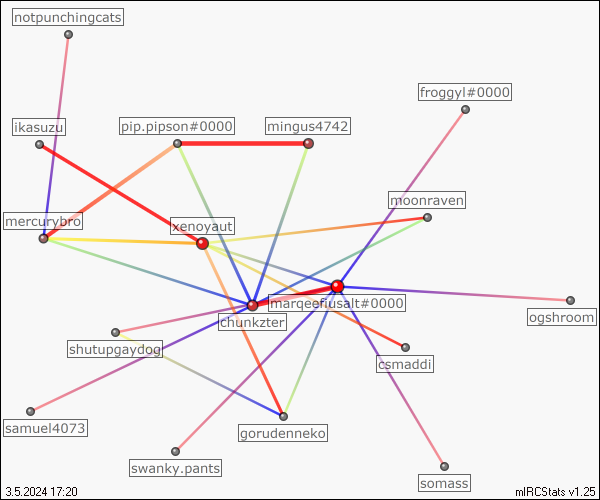 notpunchingcats
froggyl#0000
ikasuzu
pip.pipson#0000
mingus4742
moonraven
mercurybro
xenoyaut
marqeefiusalt#0000
chunkzter
ogshroom
shutupgaydog
csmaddi
samuel4073
gorudenneko
swanky.pants
somass
3.5.2024 17:20
mIRCStats v1.25